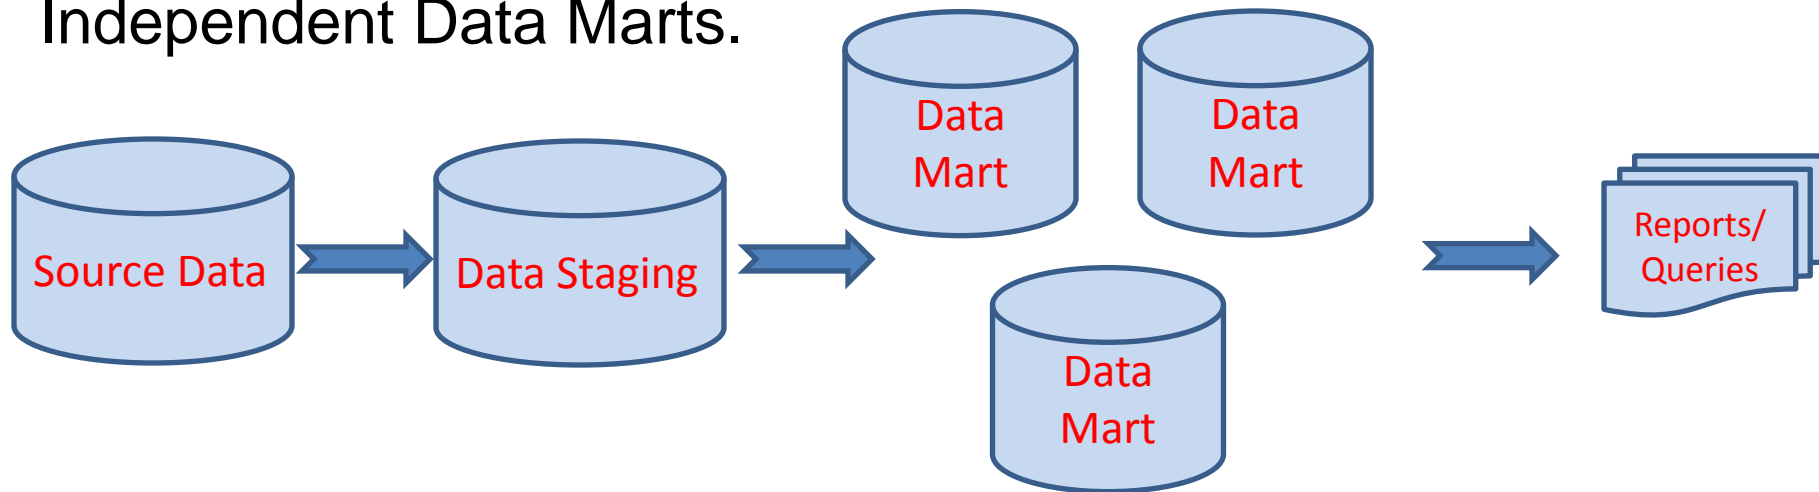 Independent Data Marts.
Source Data
Data Staging
Data
Mart
Data
Mart
Data
Mart
Reports/
Queries